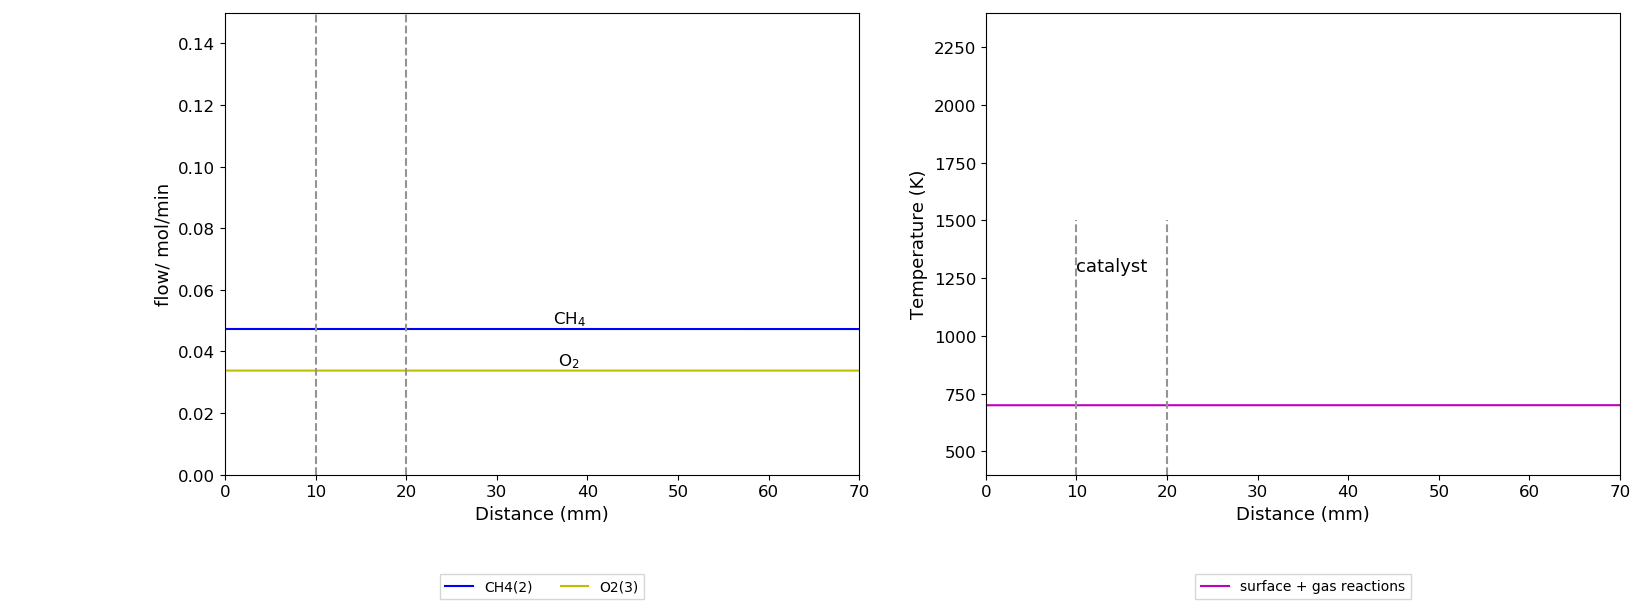 0.14
0.12
0.10
0.08
0.06
0.04
0.02
0.00
flow/ mol/min
CH₄
O₂
0 10 20 30 40 50 60 70
Distance (mm)
CH4(2) O2(3)
2250
2000
1750
1500
1250
1000
750
500
Temperature (K)
catalyst
0 10 20 30 40 50 60 70
Distance (mm)
surface + gas reactions